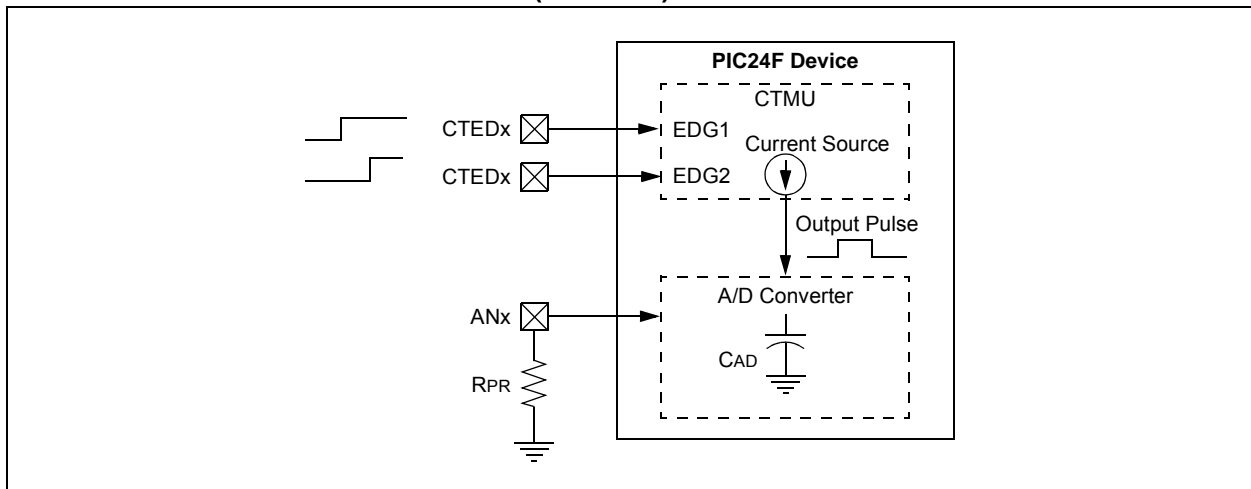 PIC24F Device
CTMU
CTEDx
EDG1
Current Source
CTEDx
EDG2
Output Pulse
A/D Converter
ANx
CAD
RPR